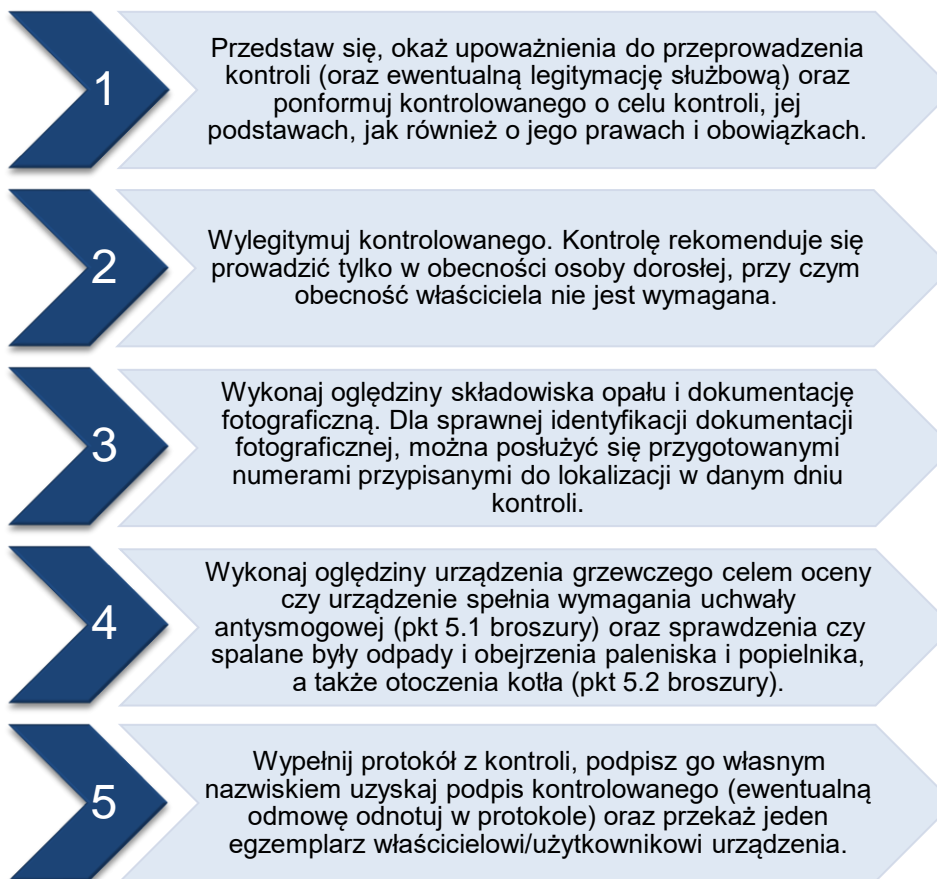 1
Przedstaw się, okaż upoważnienia do przeprowadzenia
kontroli (oraz ewentualną legitymację służbową) oraz
ponformuj kontrolowanego o celu kontroli, jej
podstawach, jak również o jego prawach i obowiązkach.
2
Wylegitymuj kontrolowanego. Kontrolę rekomenduje się
prowadzić tylko w obecności osoby dorosłej, przy czym
obecność właściciela nie jest wymagana.
3
Wykonaj oględziny składowiska opału i dokumentację
fotograficzną. Dla sprawnej identyfikacji dokumentacji
fotograficznej, można posłużyć się przygotowanymi
numerami przypisanymi do lokalizacji w danym dniu
kontroli.
4
Wykonaj oględziny urządzenia grzewczego celem oceny
czy urządzenie spełnia wymagania uchwały
antysmogowej (pkt 5.1 broszury) oraz sprawdzenia czy
spalane były odpady i obejrzenia paleniska i popielnika,
a także otoczenia kotła (pkt 5.2 broszury).
5
Wypełnij protokół z kontroli, podpisz go własnym
nazwiskiem uzyskaj podpis kontrolowanego (ewentualną
odmowę odnotuj w protokole) oraz przekaż jeden
egzemplarz właścicielowi/użytkownikowi urządzenia.